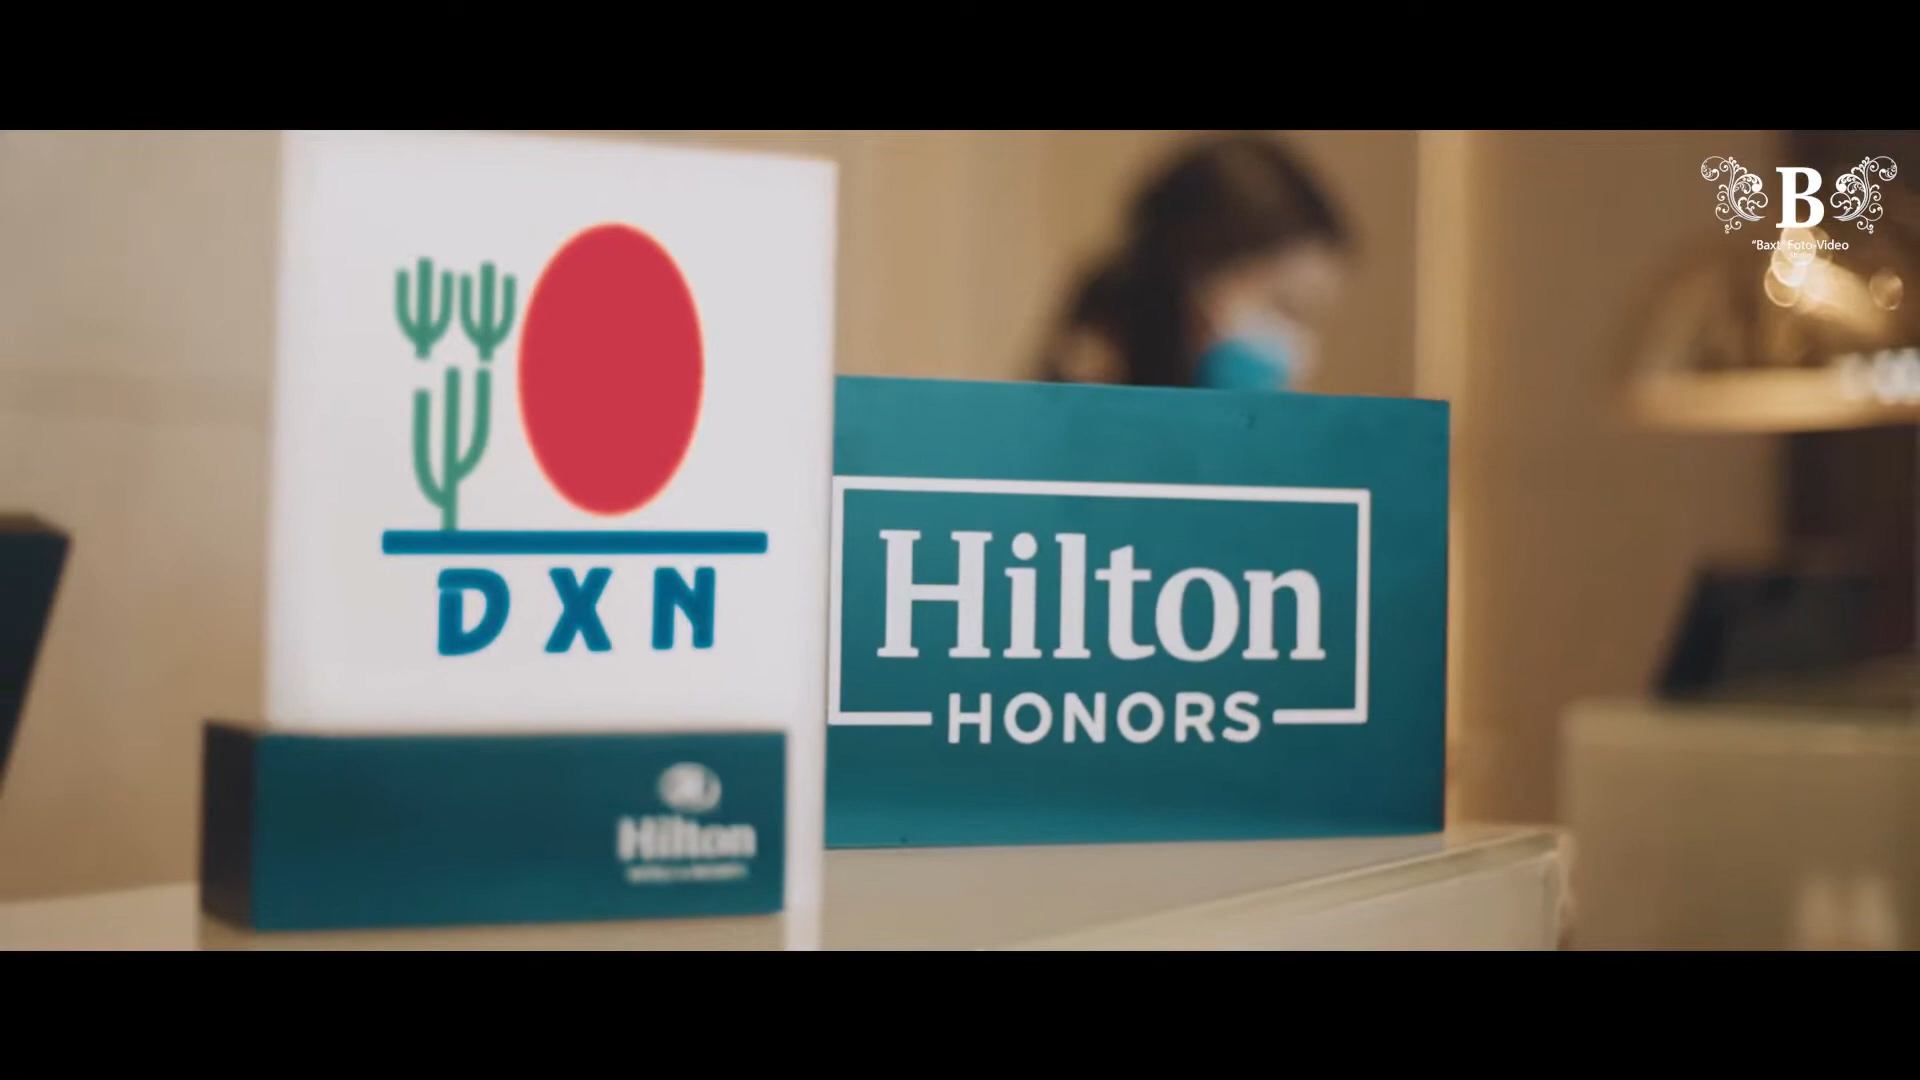 B
"Baxt" Foto-Video
DXN
Hilton
HONORS
Hilton